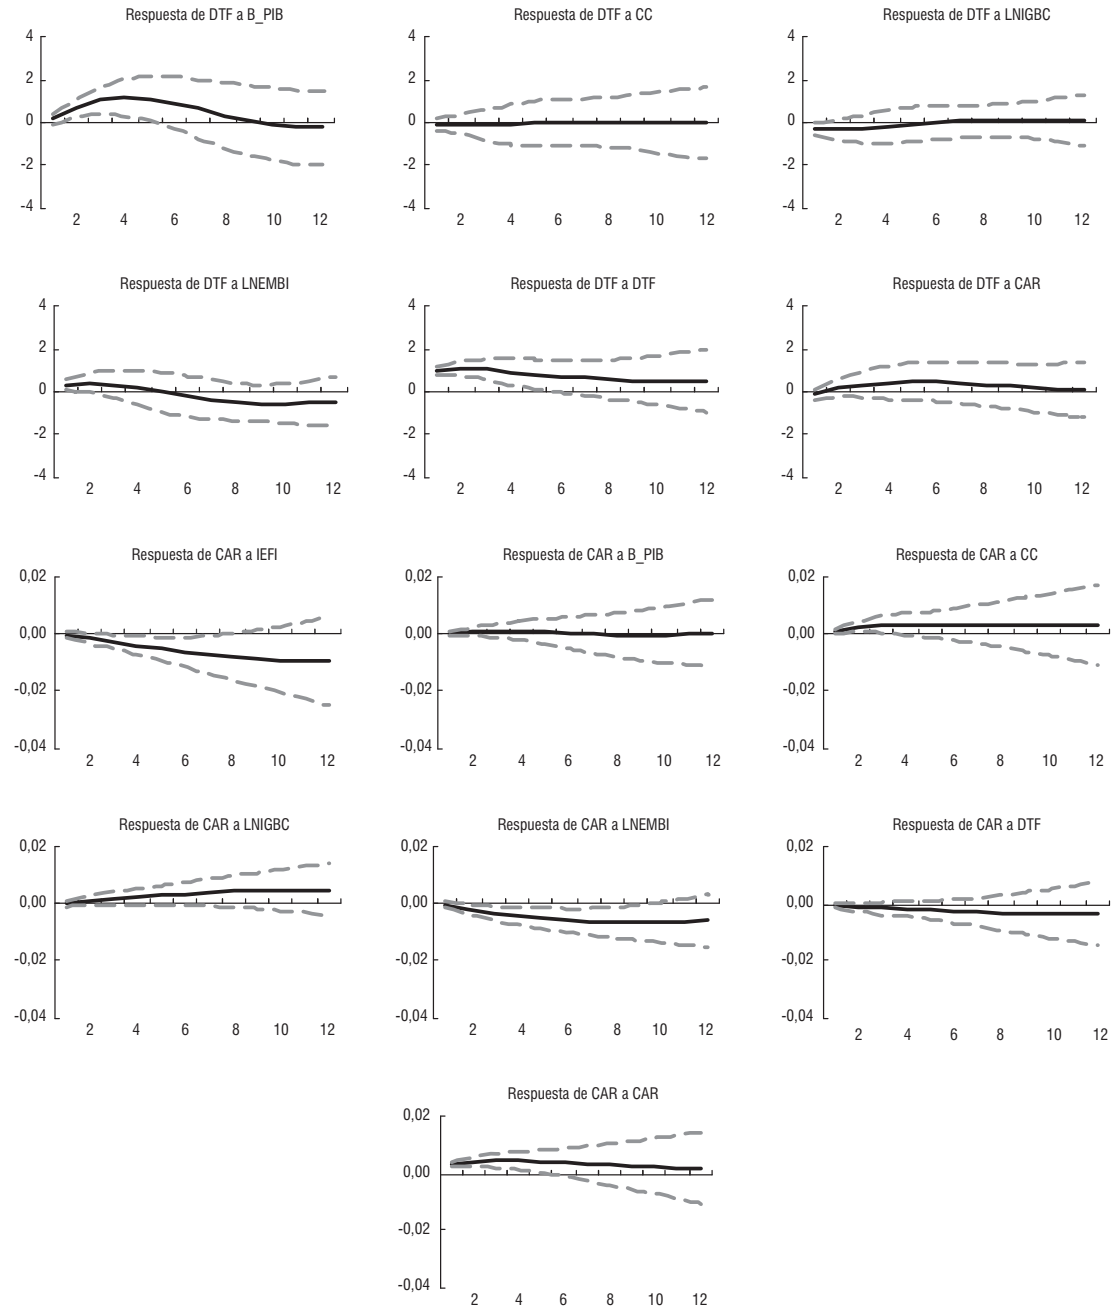 Respuesta de DTF a B_PIB
4
2
0
-2
-4
2 4 6 8 10 12
Respuesta de DTF a CC
4
2
0
-2
-4
2 4 6 8 10 12
Respuesta de DTF a LNIGBC
4
2
0
-2
-4
2 4 6 8 10 12
Respuesta de DTF a LNEMBI
4
2
0
-2
-4
2 4 6 8 10 12
Respuesta de DTF a DTF
4
2
0
-2
-4
2 4 6 8 10 12
Respuesta de DTF a CAR
4
2
0
-2
-4
2 4 6 8 10 12
Respuesta de CAR a IEFI
0,02
0,00
-0,02
-0,04
2 4 6 8 10 12
Respuesta de CAR a B_PIB
0,02
0,00
-0,02
-0,04
2 4 6 8 10 12
Respuesta de CAR a CC
0,02
0,00
-0,02
-0,04
2 4 6 8 10 12
Respuesta de CAR a LNIGBC
0,02
0,00
-0,02
-0,04
2 4 6 8 10 12
Respuesta de CAR a LNEMBI
0,02
0,00
-0,02
-0,04
2 4 6 8 10 12
Respuesta de CAR a DTF
0,02
0,00
-0,02
-0,04
2 4 6 8 10 12
Respuesta de CAR a CAR
0,02
0,00
-0,02
-0,04
2 4 6 8 10 12